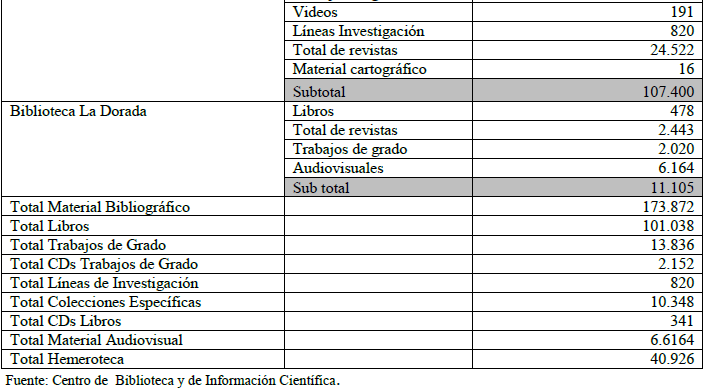 Videos 191
Líneas Investigación 820
Total de revistas 24.522
Material cartográfico 16
Subtotal 107.400
Biblioteca La Dorada Libros 478
Total de revistas 2.443
Trabajos de grado 2.020
Audiovisuales 6.164
Sub total 11.105
Total Material Bibliográfico 173.872
Total Libros 101.038
Total Trabajos de Grado 13.836
Total CDs Trabajos de Grado 2.152
Total Líneas de Investigación 820
Total Colecciones Específicas 10.348
Total CDs Libros 341
Total Material Audiovisual 6.6164
Total Hemeroteca 40.926
Fuente: Centro de Biblioteca y de Información Científica.